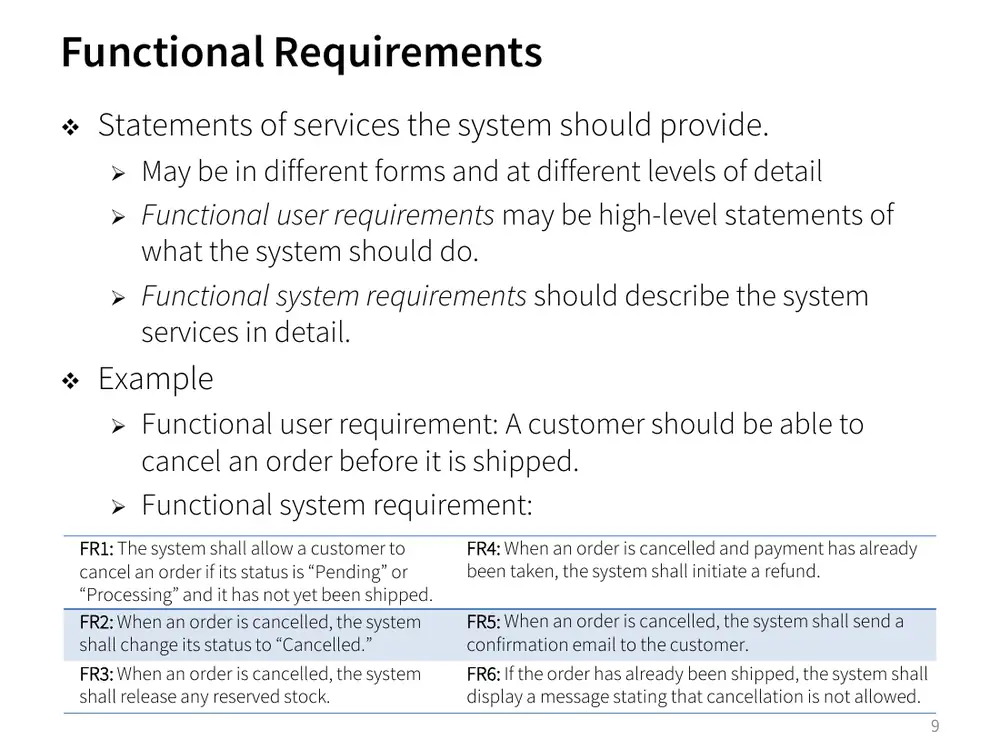 Functional Requirements
❖ Statements of services the system should provide.
➢ May be in different forms and at different levels of detail
➢ Functional user requirements may be high-level statements of
what the system should do.
➢ Functional system requirements should describe the system
services in detail.
❖ Example
➢ Functional user requirement: A customer should be able to
cancel an order before it is shipped.
➢ Functional system requirement:
FR1: The system shall allow a customer to
cancel an order if its status is “Pending” or
“Processing” and it has not yet been shipped.
FR4: When an order is cancelled and payment has already
been taken, the system shall initiate a refund.
FR2: When an order is cancelled, the system
shall change its status to “Cancelled.”
FR5: When an order is cancelled, the system shall send a
confirmation email to the customer.
FR3: When an order is cancelled, the system
shall release any reserved stock.
FR6: If the order has already been shipped, the system shall
display a message stating that cancellation is not allowed.
9